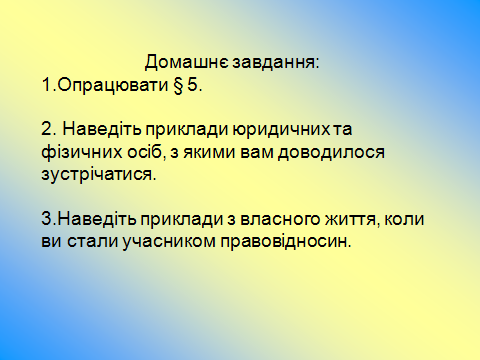 Домашнє завдання:
1.Опрацювати § 5.
2. Наведіть приклади юридичних та
фізичних осіб, з якими вам доводилося
зустрічатися.
3.Наведіть приклади з власного життя, коли
ви стали учасником правовідносин.